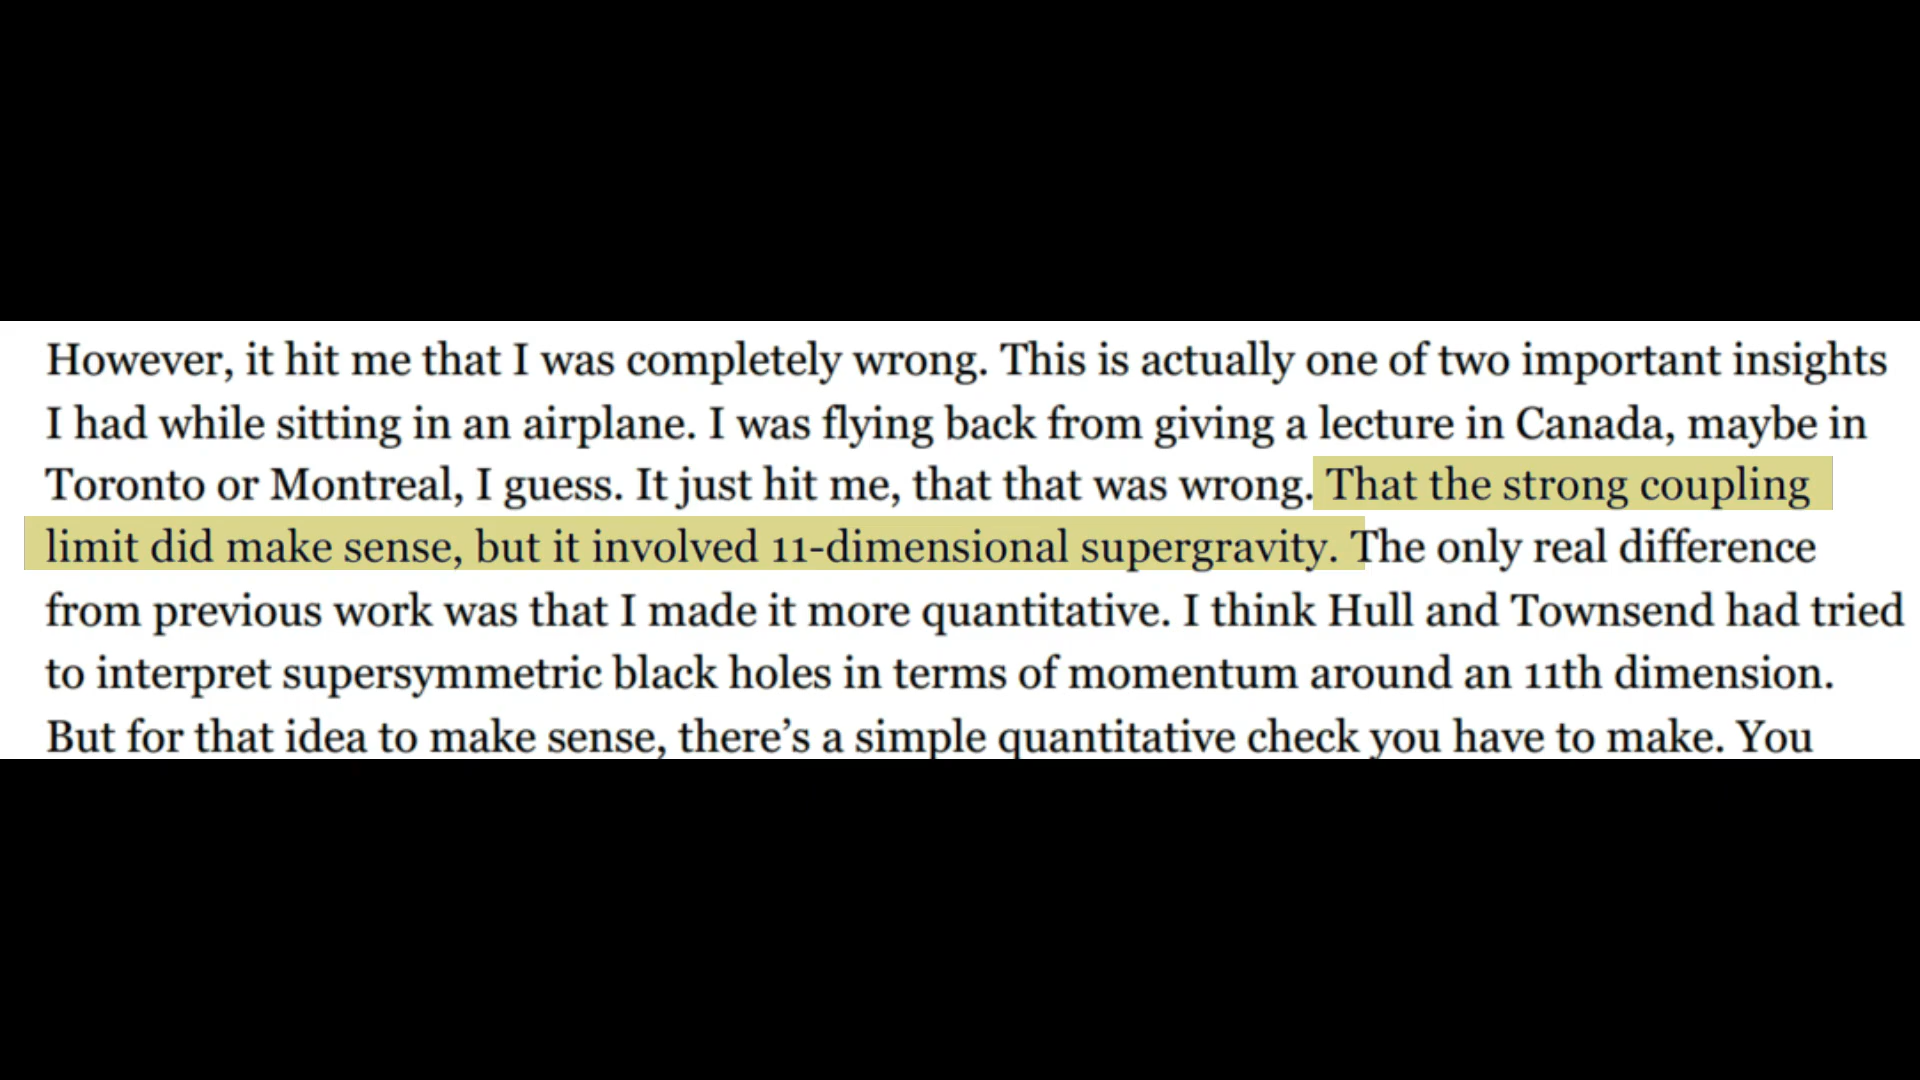 However, it hit me that I was completely wrong. This is actually one of two important insights
I had while sitting in an airplane. I was flying back from giving a lecture in Canada, maybe in
Toronto or Montreal, I guess. It just hit me, that that was wrong. That the strong coupling
limit did make sense, but it involved 11-dimensional supergravity. The only real difference
from previous work was that I made it more quantitative. I think Hull and Townsend had tried
to interpret supersymmetric black holes in terms of momentum around an 11th dimension.
But for that idea to make sense, there’s a simple quantitative check you have to make. You